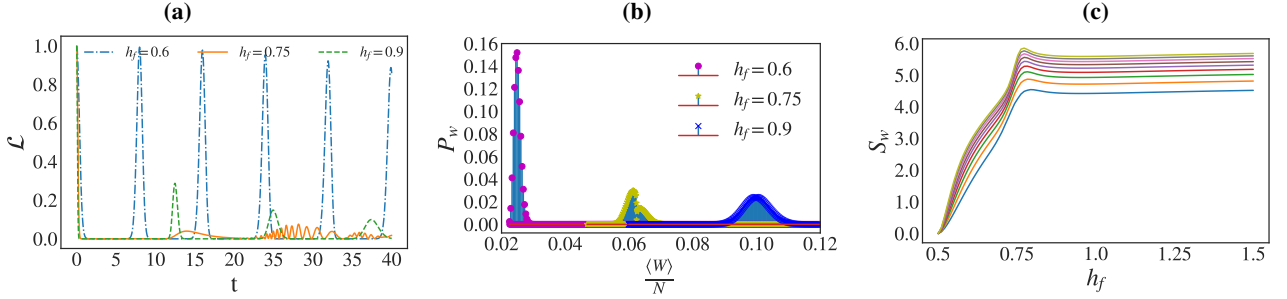 (a)
1.0
0.8
0.6
0.4
0.2
0.0
ℒ
h_f=0.6
h_f=0.75
h_f=0.9
0 5 10 15 20 25 30 35 40
t
(b)
0.16
0.14
0.12
0.10
0.08
0.06
0.04
0.02
0.00
P_w
h_f=0.6
h_f=0.75
h_f=0.9
0.02 0.04 0.06 0.08 0.10 0.12
⟨W⟩
N
(c)
6.0
5.0
4.0
3.0
2.0
1.0
0.0
S_w
0.5 0.75 1.0 1.25 1.5
h_f